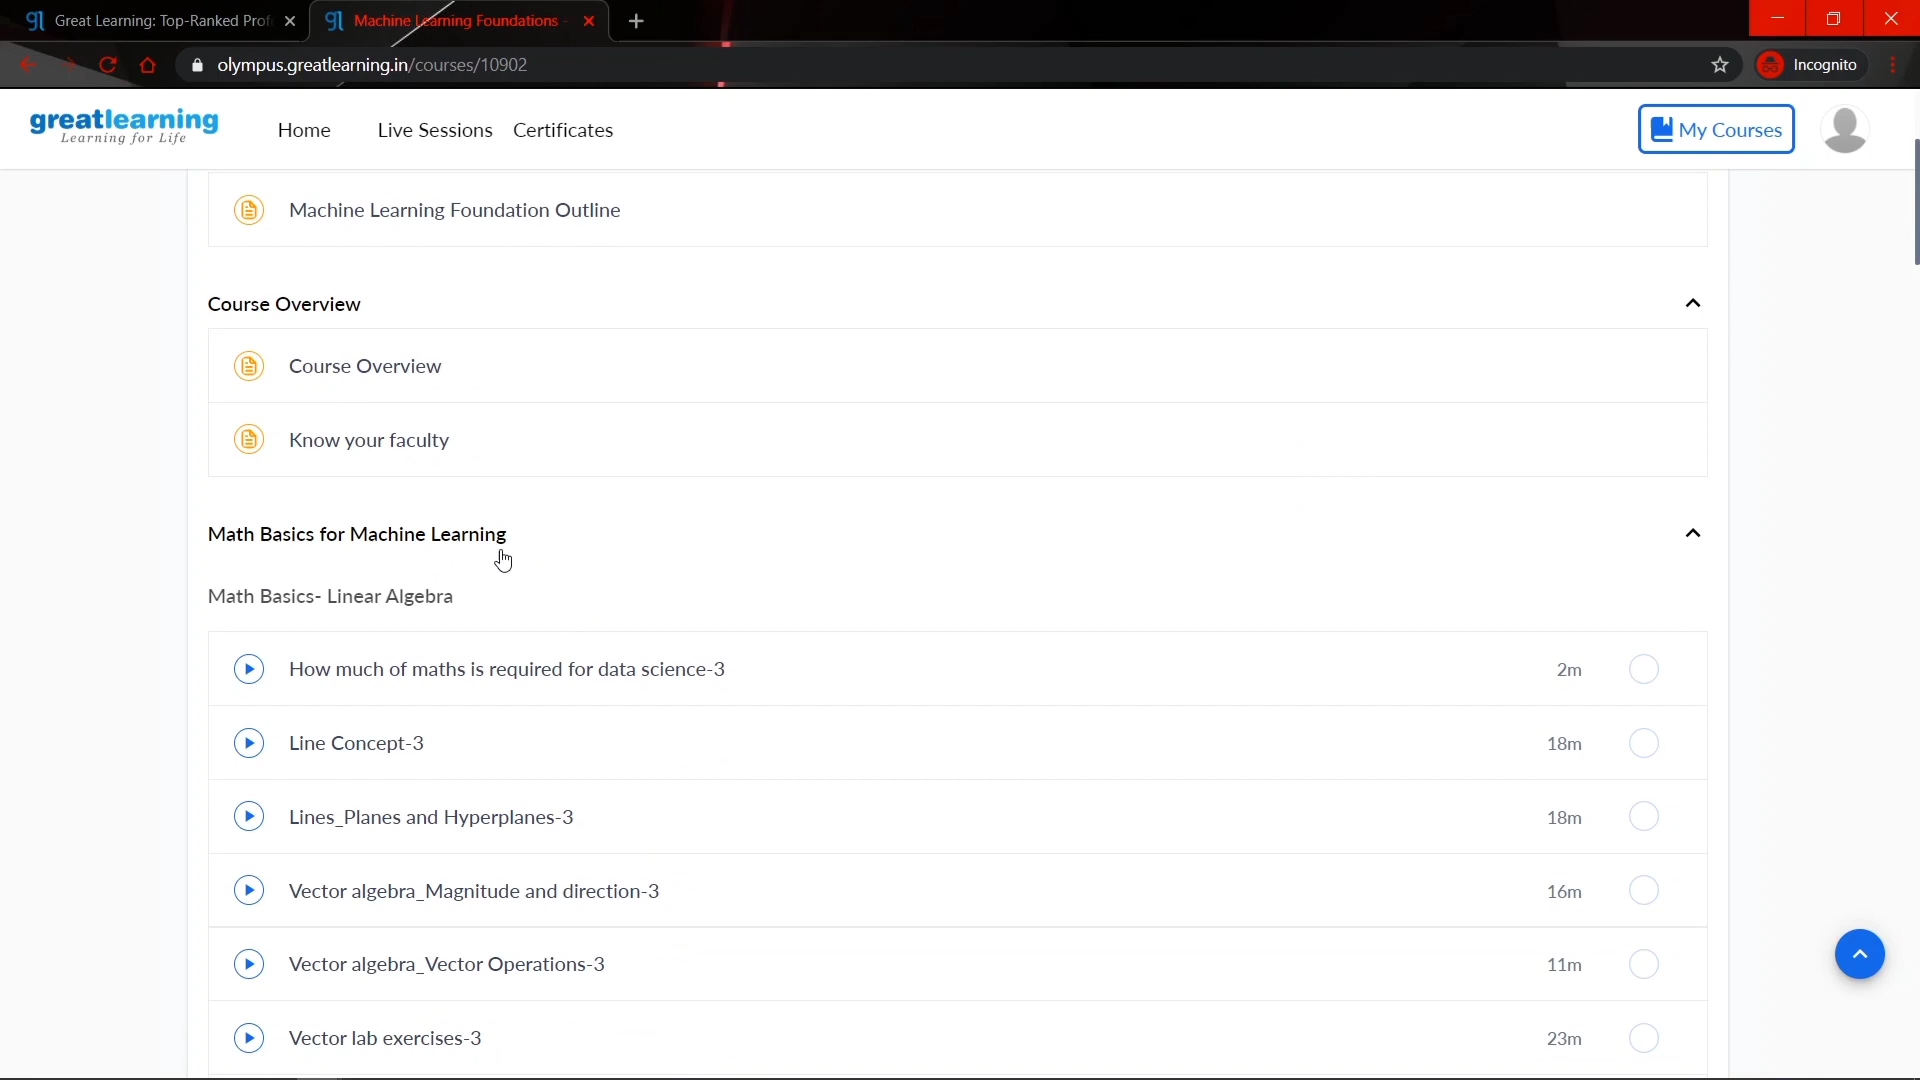 gl Great Learning: Top-Ranked Prof
gl Machine Learning Foundations -
olympus.greatlearning.in/courses/10902
Incognito
greatlearning
Learning for Life
Home
Live Sessions
Certificates
My Courses
Machine Learning Foundation Outline
Course Overview
Course Overview
Know your faculty
Math Basics for Machine Learning
Math Basics- Linear Algebra
How much of maths is required for data science-3 2m
Line Concept-3 18m
Lines_Planes and Hyperplanes-3 18m
Vector algebra_Magnitude and direction-3 16m
Vector algebra_Vector Operations-3 11m
Vector lab exercises-3 23m